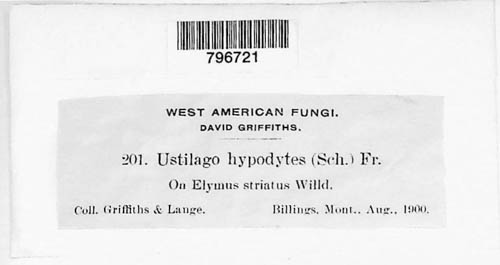 796721
WEST AMERICAN FUNGI.
DAVID GRIFFITHS.
201. Ustilago hypodytes (Sch.) Fr.
On Elymus striatus Willd.
Coll. Griffiths & Lange. Billings, Mont., Aug., 1900.